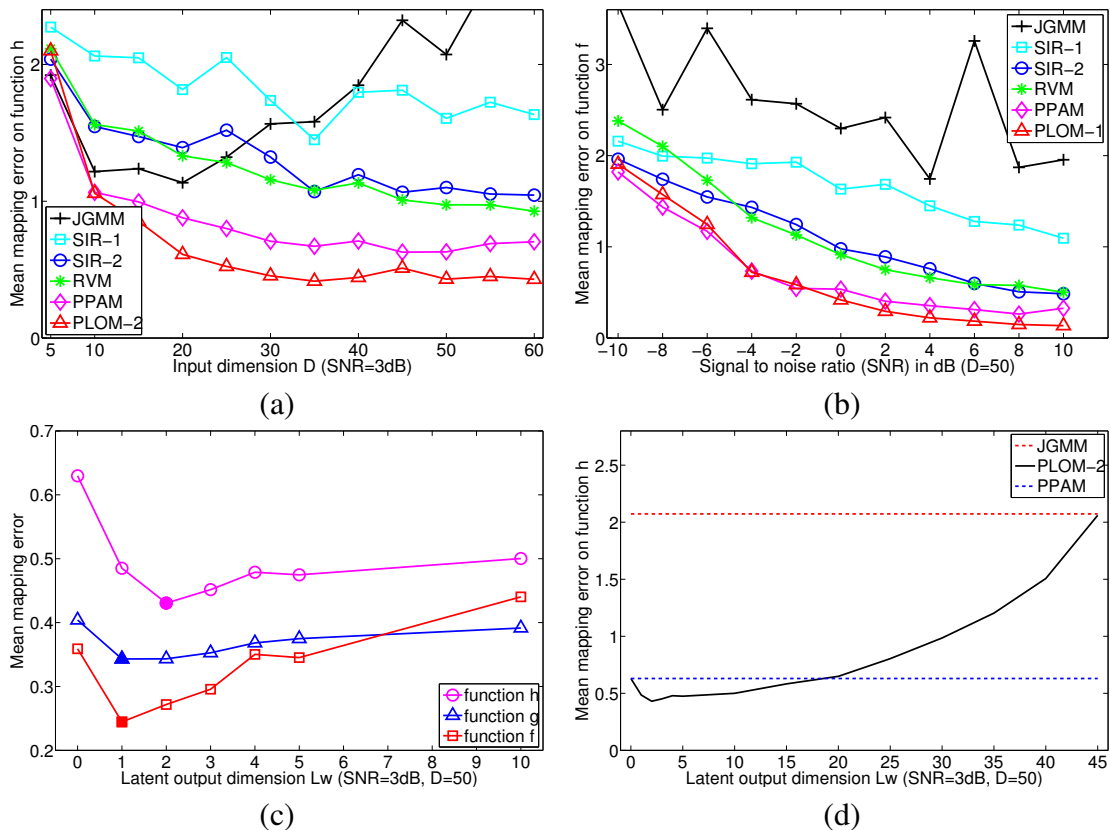 Mean mapping error on function h
2
1
0
JGMM
SIR-1
SIR-2
RVM
PPAM
PLOM-2
5 10 20 30 40 50 60
Input dimension D (SNR=3dB)
(a)
Mean mapping error on function f
3
2
1
0
JGMM
SIR-1
SIR-2
RVM
PPAM
PLOM-1
−10 −8 −6 −4 −2 0 2 4 6 8 10
Signal to noise ratio (SNR) in dB (D=50)
(b)
Mean mapping error
0.7
0.6
0.5
0.4
0.3
0.2
function h
function g
function f
0 1 2 3 4 5 6 7 8 9 10
Latent output dimension Lw (SNR=3dB, D=50)
(c)
Mean mapping error on function h
2.5
2
1.5
1
0.5
0
JGMM
PLOM-2
PPAM
0 5 10 15 20 25 30 35 40 45
Latent output dimension Lw (SNR=3dB, D=50)
(d)